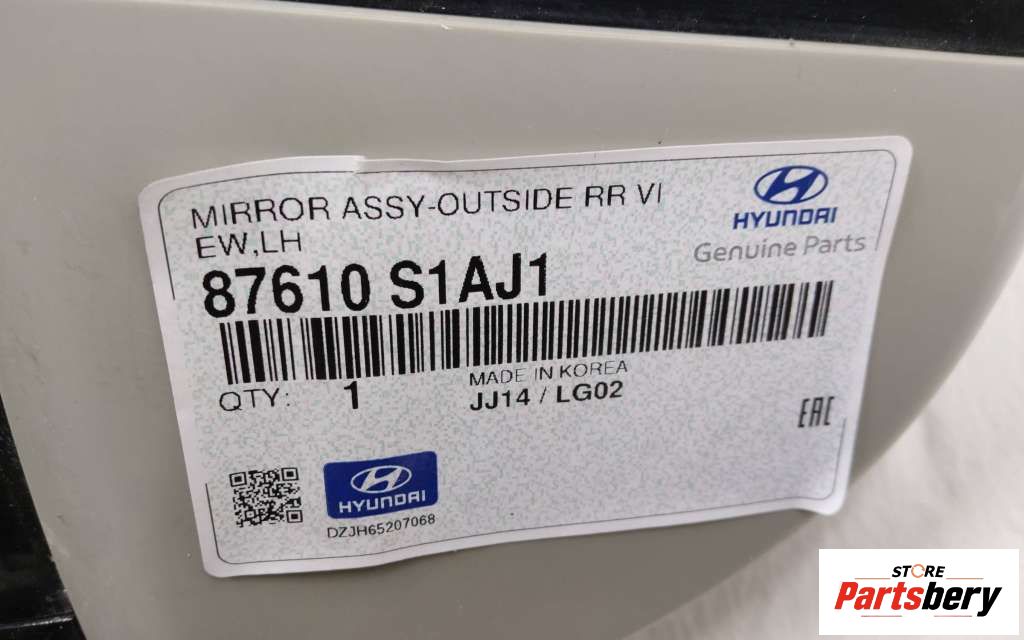 MIRROR ASSY-OUTSIDE RR VI
EW,LH
HYUNDAI
Genuine Parts
87610 S1AJ1
QTY: 1
MADE IN KOREA
JJ14 / LG02
EAC
HYUNDAI
DZJH65207068
STORE
Partsbery